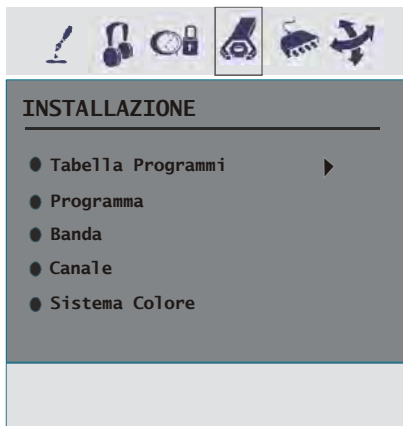 INSTALLAZIONE
Tabella Programmi
Programma
Banda
Canale
Sistema Colore